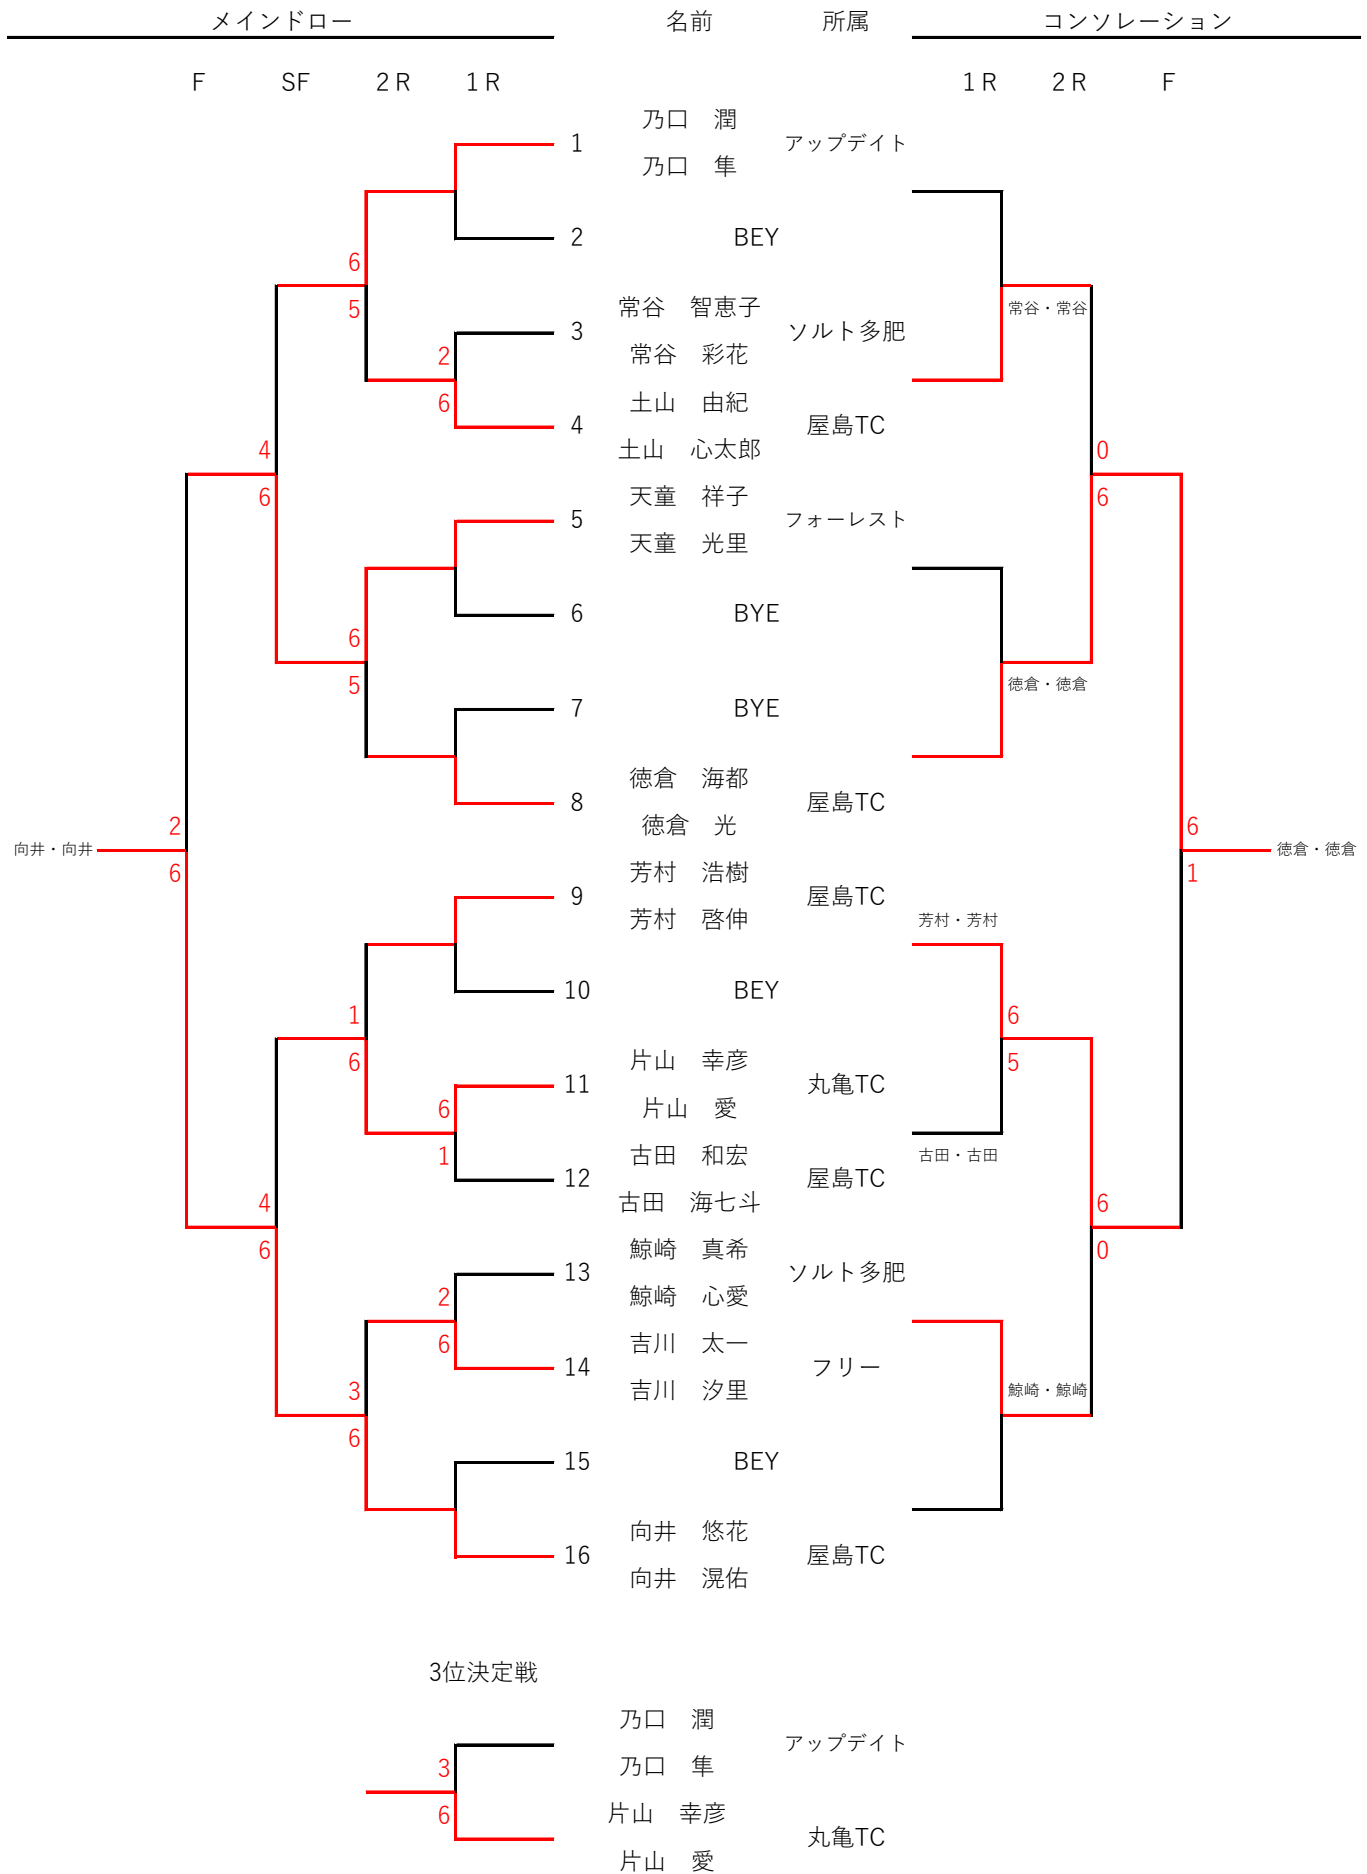 メインドロー 名前 所属 コンソレーション
F SF 2R 1R 1R 2R F
乃口 潤
1 アップデイト
乃口 隼
2 BEY
6
常谷 智恵子
5 常谷・常谷
3 ソルト多肥
2 常谷 彩花
6 土山 由紀
4 屋島TC
4 土山 心太郎 0
6 天童 祥子 6
5 フォーレスト
天童 光里
6 BYE
6
5 徳倉・徳倉
7 BYE
徳倉 海都
8 屋島TC
2 徳倉 光 6
向井・向井 徳倉・徳倉
6 芳村 浩樹 1
9 屋島TC
芳村 啓伸 芳村・芳村
10 BEY
1 6
6 片山 幸彦 5
11 丸亀TC
6 片山 愛
1 古田 和宏 古田・古田
12 屋島TC
4 古田 海七斗 6
6 鯨崎 真希 0
13 ソルト多肥
2 鯨崎 心愛
6 吉川 太一
14 フリー
3 吉川 汐里 鯨崎・鯨崎
6
15 BEY
向井 悠花
16 屋島TC
向井 滉佑
3位決定戦
乃口 潤
アップデイト
3 乃口 隼
6 片山 幸彦
丸亀TC
片山 愛